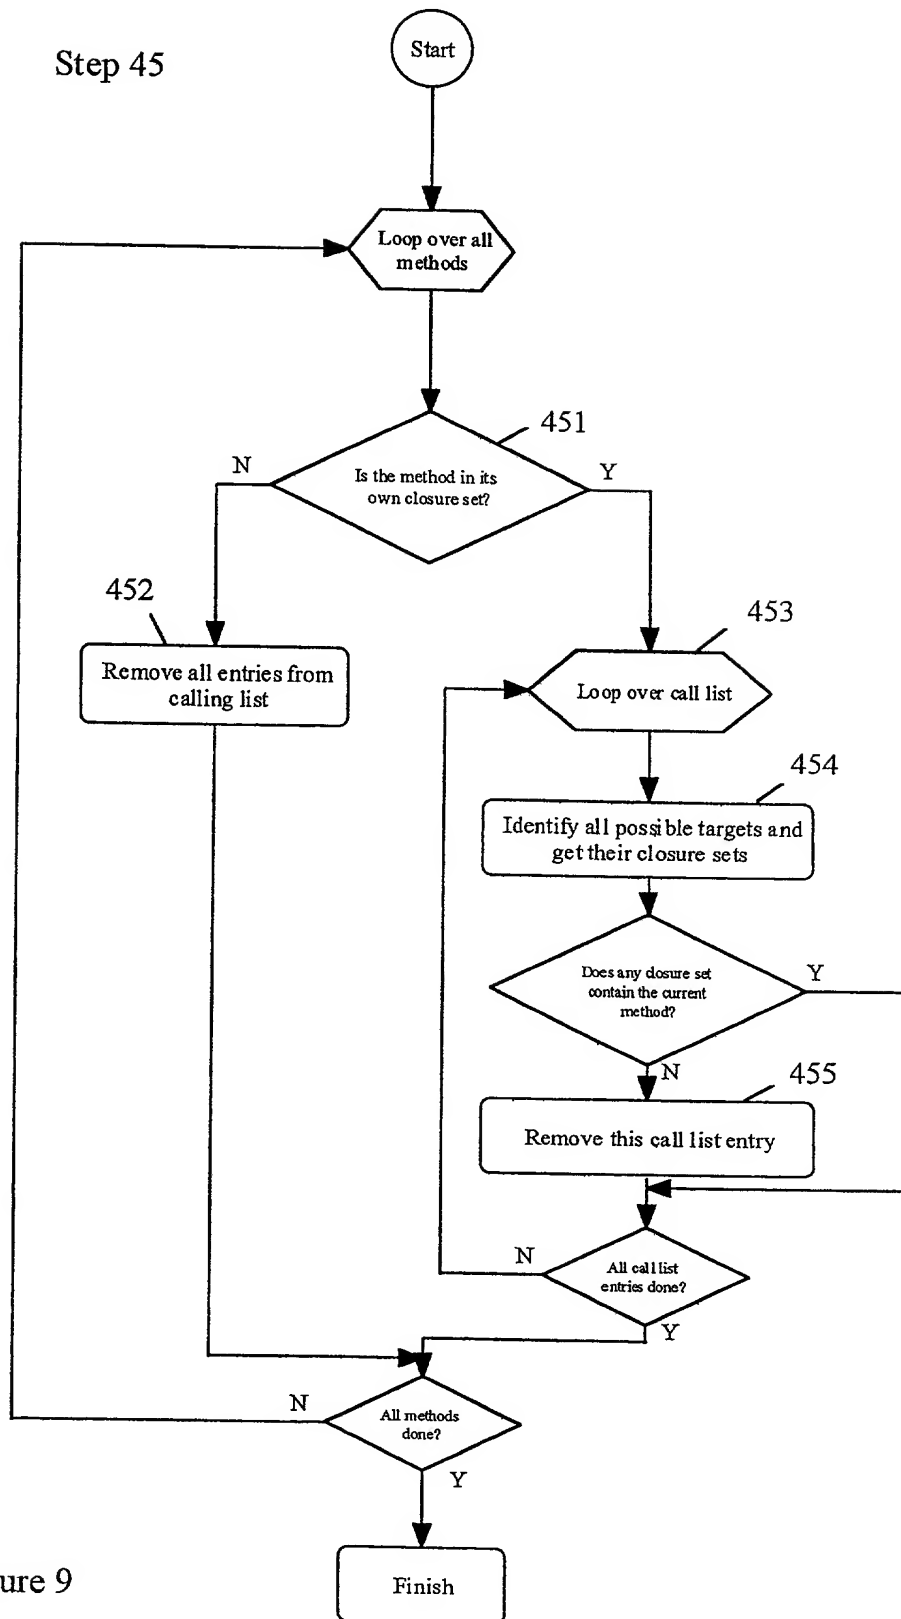 Start
Step 45
Loop over all
methods
451
N
Y
Is the method in its
own closure set?
452
453
Remove all entries from
calling list
Loop over call list
454
Identify all possible targets and
get their closure sets
Does any closure set
contain the current
method?
Y
N
455
Remove this call list entry
N
All call list
entries done?
Y
N
All methods
done?
Y
ure 9
Finish